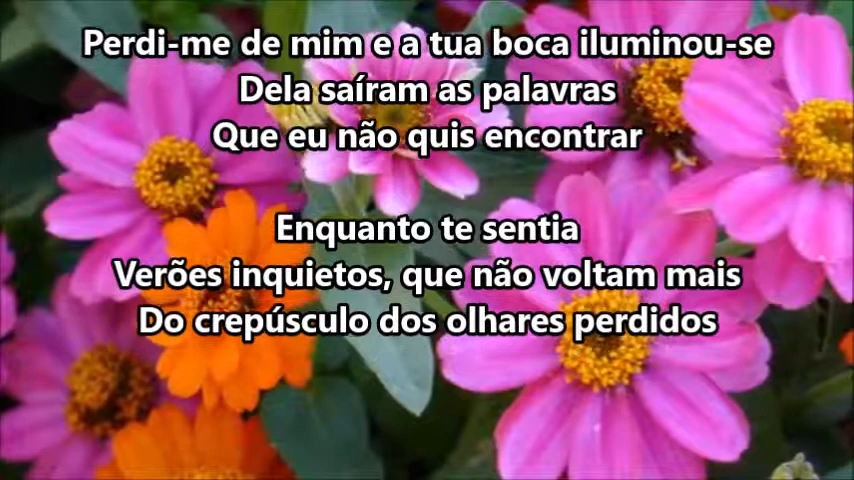 Perdi-me de mim e a tua boca iluminou-se
Dela saíram as palavras
Que eu não quis encontrar
Enquanto te sentia
Verões inquietos, que não voltam mais
Do crepúsculo dos olhares perdidos